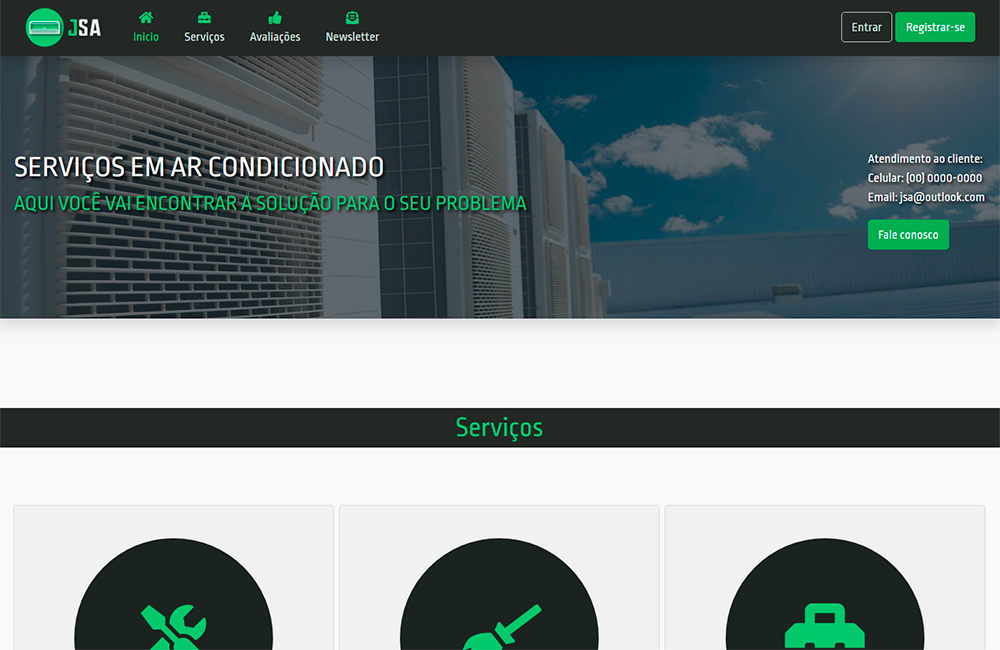 JSA
Inicio
Serviços
Avaliações
Newsletter
Entrar
Registrar-se
SERVIÇOS EM AR CONDICIONADO
AQUI VOCÊ VAI ENCONTRAR A SOLUÇÃO PARA O SEU PROBLEMA
Atendimento ao cliente:
Celular: (00) 0000-0000
Email: jsa@outlook.com
Fale conosco
Serviços